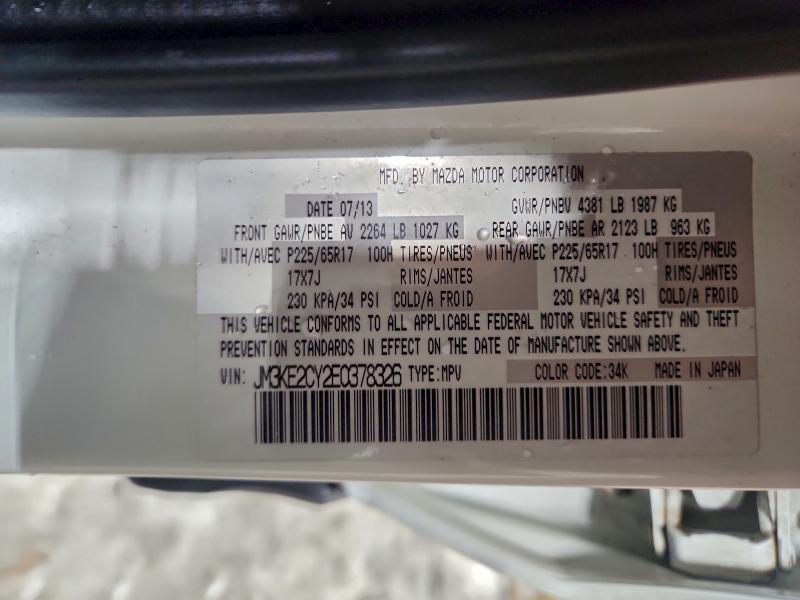 MFD. BY MAZDA MOTOR CORPORATION
DATE 07/13 GVWR/PNBV 4381 LB 1987 KG
FRONT GAWR/PNBE AV 2264 LB 1027 KG REAR GAWR/PNBE AR 2123 LB 963 KG
WITH/AVEC P225/65R17 100H TIRES/PNEUS WITH/AVEC P225/65R17 100H TIRES/PNEUS
17X7J RIMS/JANTES 17X7J RIMS/JANTES
230 KPA/34 PSI COLD/A FROID 230 KPA/34 PSI COLD/A FROID
THIS VEHICLE CONFORMS TO ALL APPLICABLE FEDERAL MOTOR VEHICLE SAFETY AND THEFT
PREVENTION STANDARDS IN EFFECT ON THE DATE OF MANUFACTURE SHOWN ABOVE.
VIN: JM3KE2CY2E0378326 TYPE:MPV COLOR CODE:34K MADE IN JAPAN